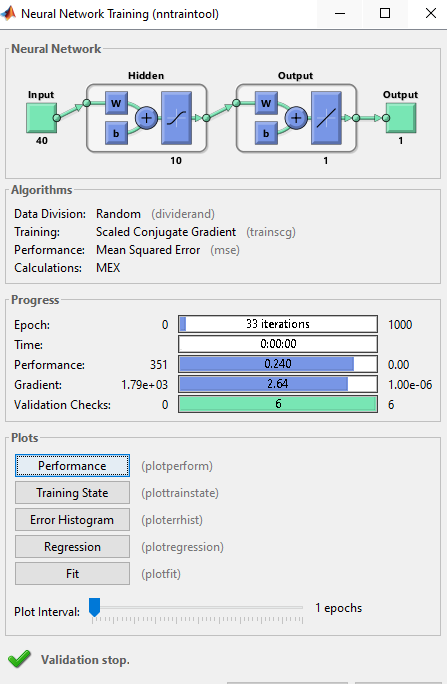 Neural Network Training (nntraintool)
Neural Network
Hidden
Output
Input
W
b
+
W
b
+
Output
40
10
1
1
Algorithms
Data Division: Random (dividerand)
Training: Scaled Conjugate Gradient (trainscg)
Performance: Mean Squared Error (mse)
Calculations: MEX
Progress
Epoch: 0 33 iterations 1000
Time: 0:00:00
Performance: 351 0.240 0.00
Gradient: 1.79e+03 2.64 1.00e-06
Validation Checks: 0 6 6
Plots
Performance (plotperform)
Training State (plottrainstate)
Error Histogram (ploterrhist)
Regression (plotregression)
Fit (plotfit)
Plot Interval: 1 epochs
Validation stop.